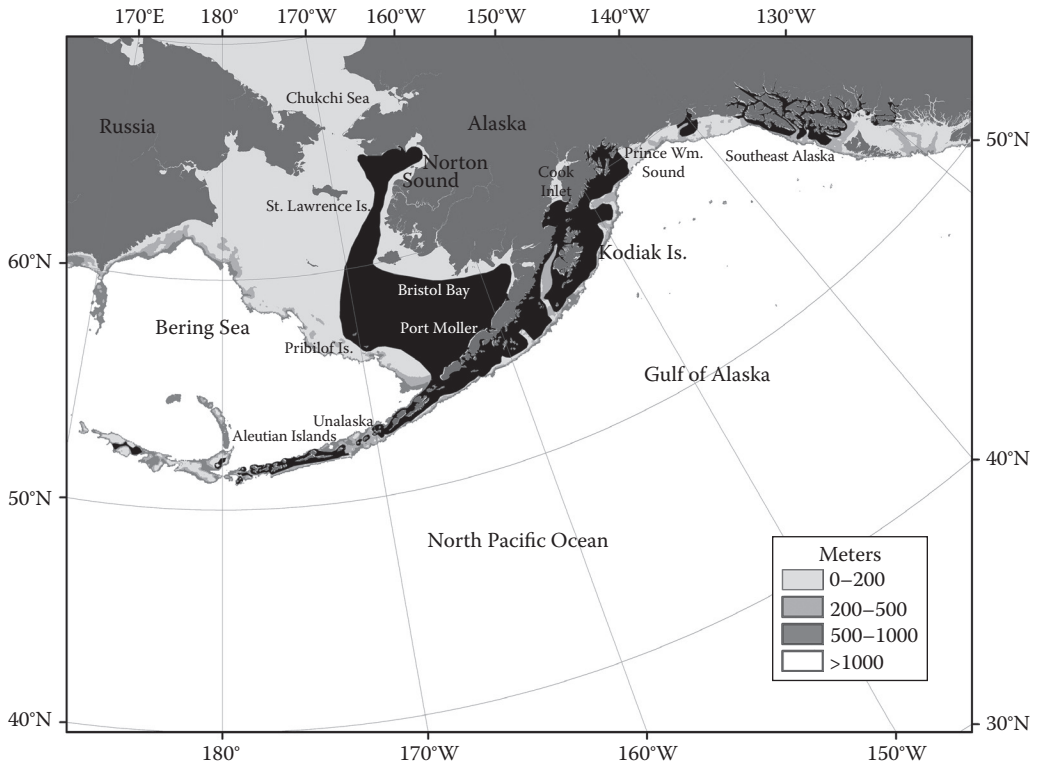 170°E 180° 170°W 160°W 150°W 140°W 130°W
Chukchi Sea
Russia
Alaska
50°N
Norton
Sound
Prince Wm.
Sound
Southeast Alaska
Cook
Inlet
St. Lawrence Is.
60°N
Kodiak Is.
Bristol Bay
Port Moller
Bering Sea
Pribilof Is.
Gulf of Alaska
Unalaska
Aleutian Islands
40°N
50°N
North Pacific Ocean
Meters
0–200
200–500
500–1000
>1000
40°N
30°N
180° 170°W 160°W 150°W